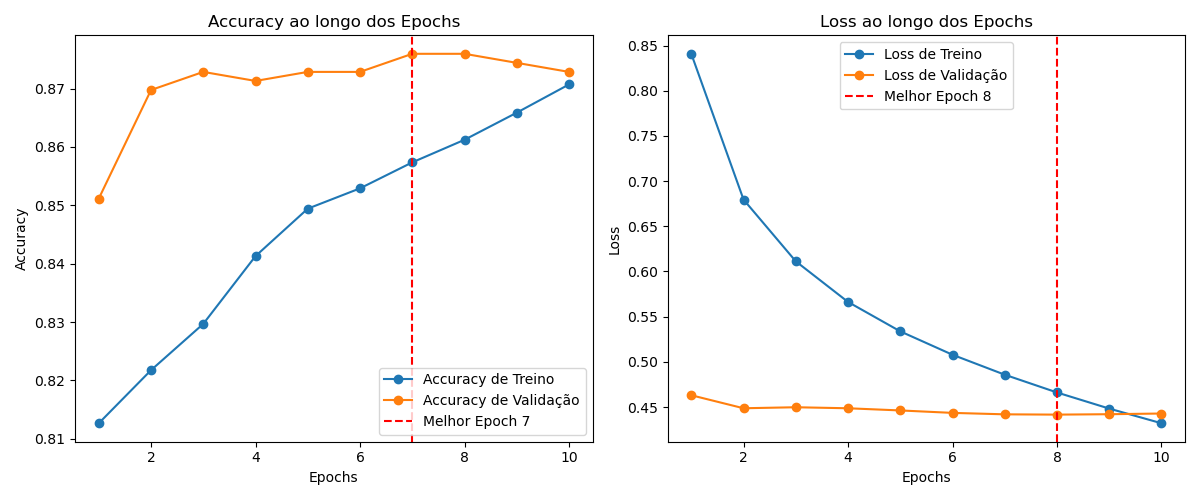 Accuracy ao longo dos Epochs
Accuracy
0.87
0.86
0.85
0.84
0.83
0.82
0.81
2
4
6
8
10
Epochs
Accuracy de Treino
Accuracy de Validação
Melhor Epoch 7
Loss ao longo dos Epochs
Loss
0.85
0.80
0.75
0.70
0.65
0.60
0.55
0.50
0.45
2
4
6
8
10
Epochs
Loss de Treino
Loss de Validação
Melhor Epoch 8